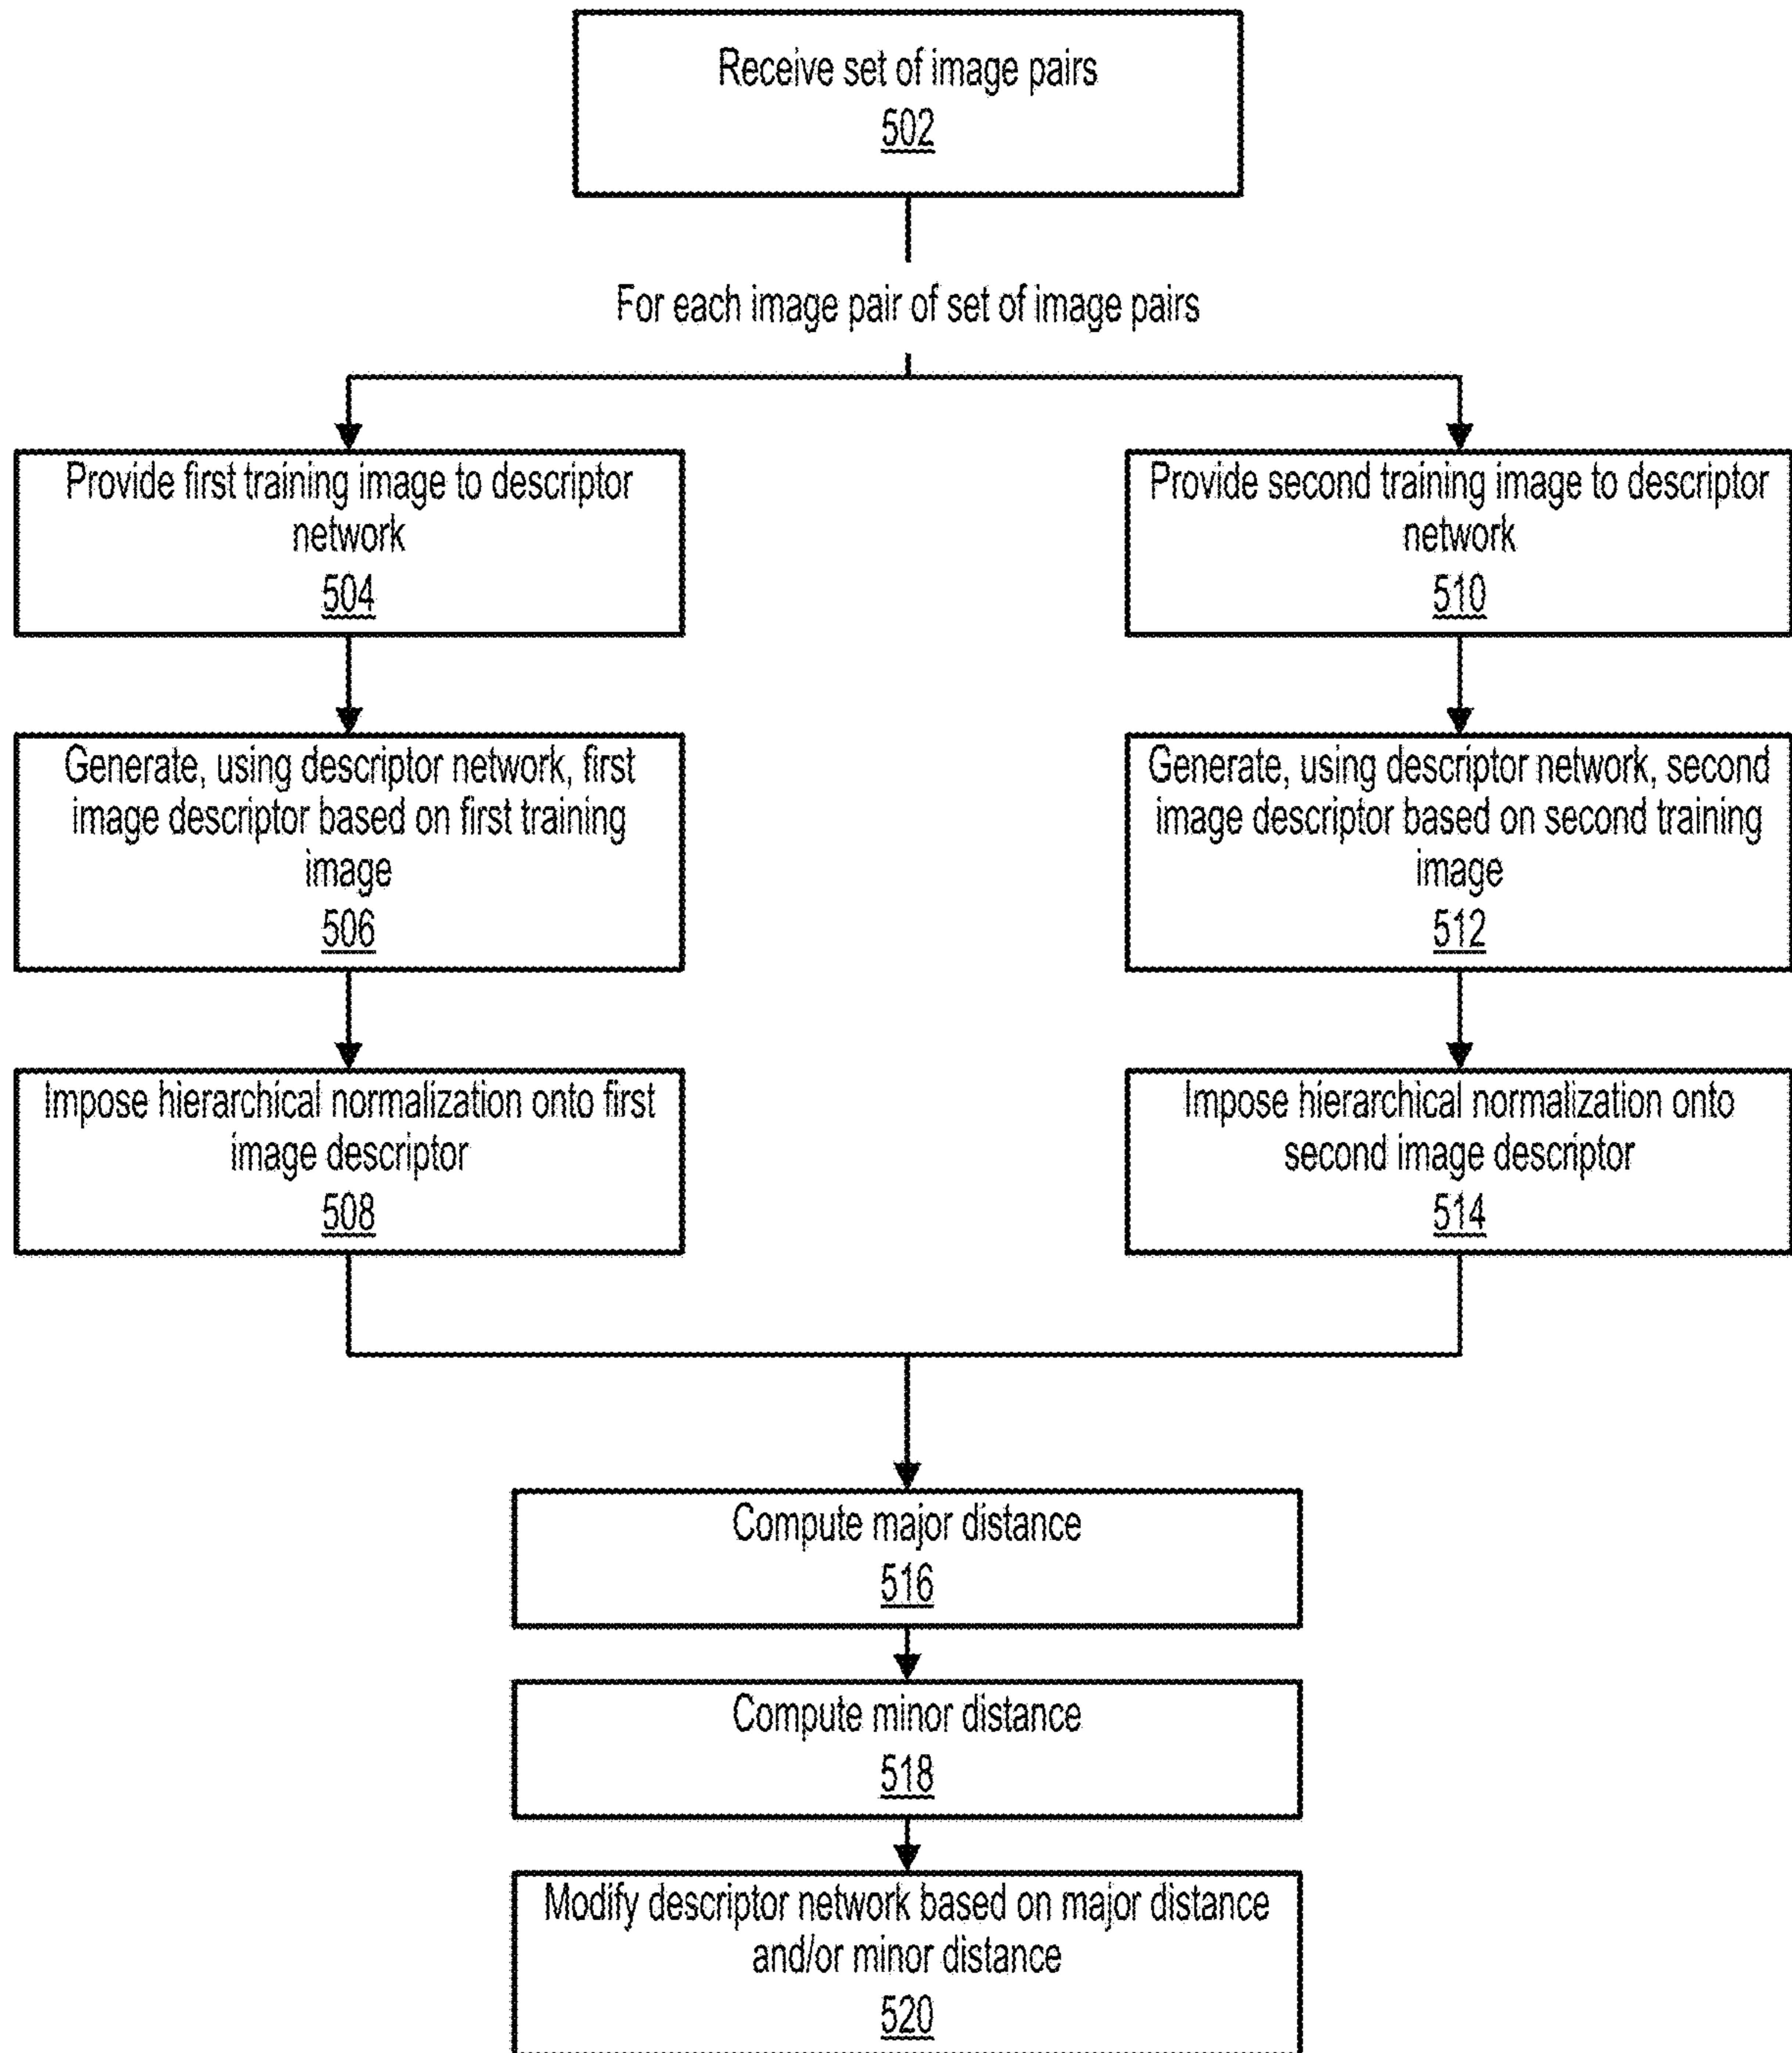 Receive set of image pairs
502
For each image pair of set of image pairs
Provide first training image to descriptor
network
504
Provide second training image to descriptor
network
510
Generate, using descriptor network, first
image descriptor based on first training
image
506
Generate, using descriptor network, second
image descriptor based on second training
image
512
Impose hierarchical normalization onto first
image descriptor
508
Impose hierarchical normalization onto
second image descriptor
514
Compute major distance
516
Compute minor distance
518
Modify descriptor network based on major distance
and/or minor distance
520